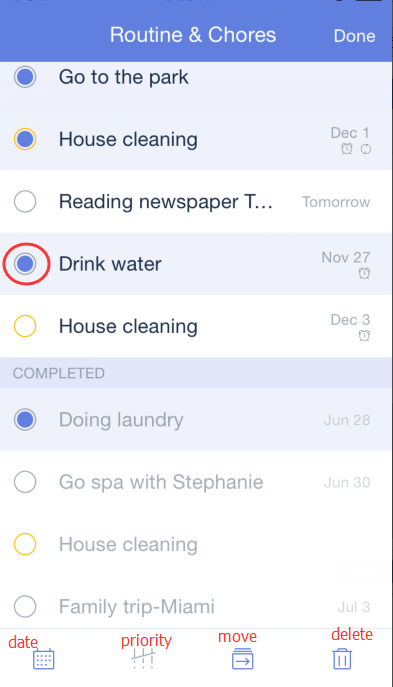 Routine & Chores Done
Go to the park
House cleaning Dec 1
Reading newspaper T... Tomorrow
Drink water Nov 27
House cleaning Dec 3
COMPLETED
Doing laundry Jun 28
Go spa with Stephanie Jun 30
House cleaning
Family trip-Miami Jul 3
date priority move delete